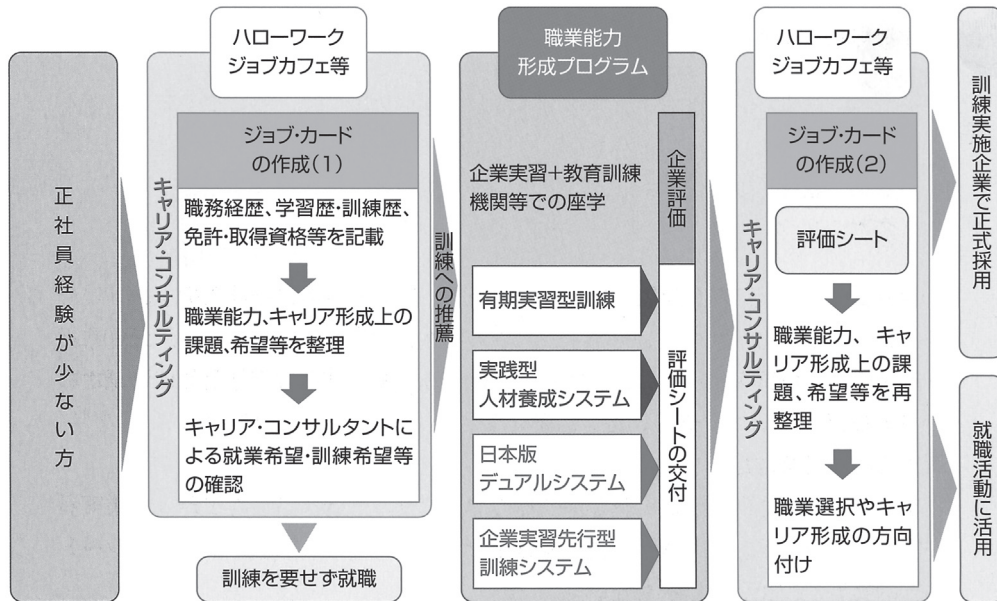 正社員経験が少ない方
ハローワーク
ジョブカフェ等
キャリア・コンサルティング
ジョブ・カード
の作成(1)
職務経歴、学習歴・訓練歴、
免許・取得資格等を記載
職業能力、キャリア形成上の
課題、希望等を整理
キャリア・コンサルタントに
よる就業希望・訓練希望等
の確認
訓練を要せず就職
訓練への推薦
職業能力
形成プログラム
企業実習+教育訓練
機関等での座学
有期実習型訓練
実践型
人材養成システム
日本版
デュアルシステム
企業実習先行型
訓練システム
企業評価
評価シートの交付
ハローワーク
ジョブカフェ等
キャリア・コンサルティング
ジョブ・カード
の作成(2)
評価シート
職業能力、 キャ
リア形成上の課
題、希望等を再
整理
職業選択やキャ
リア形成の方向
付け
訓練実施企業で正式採用
就職活動に活用